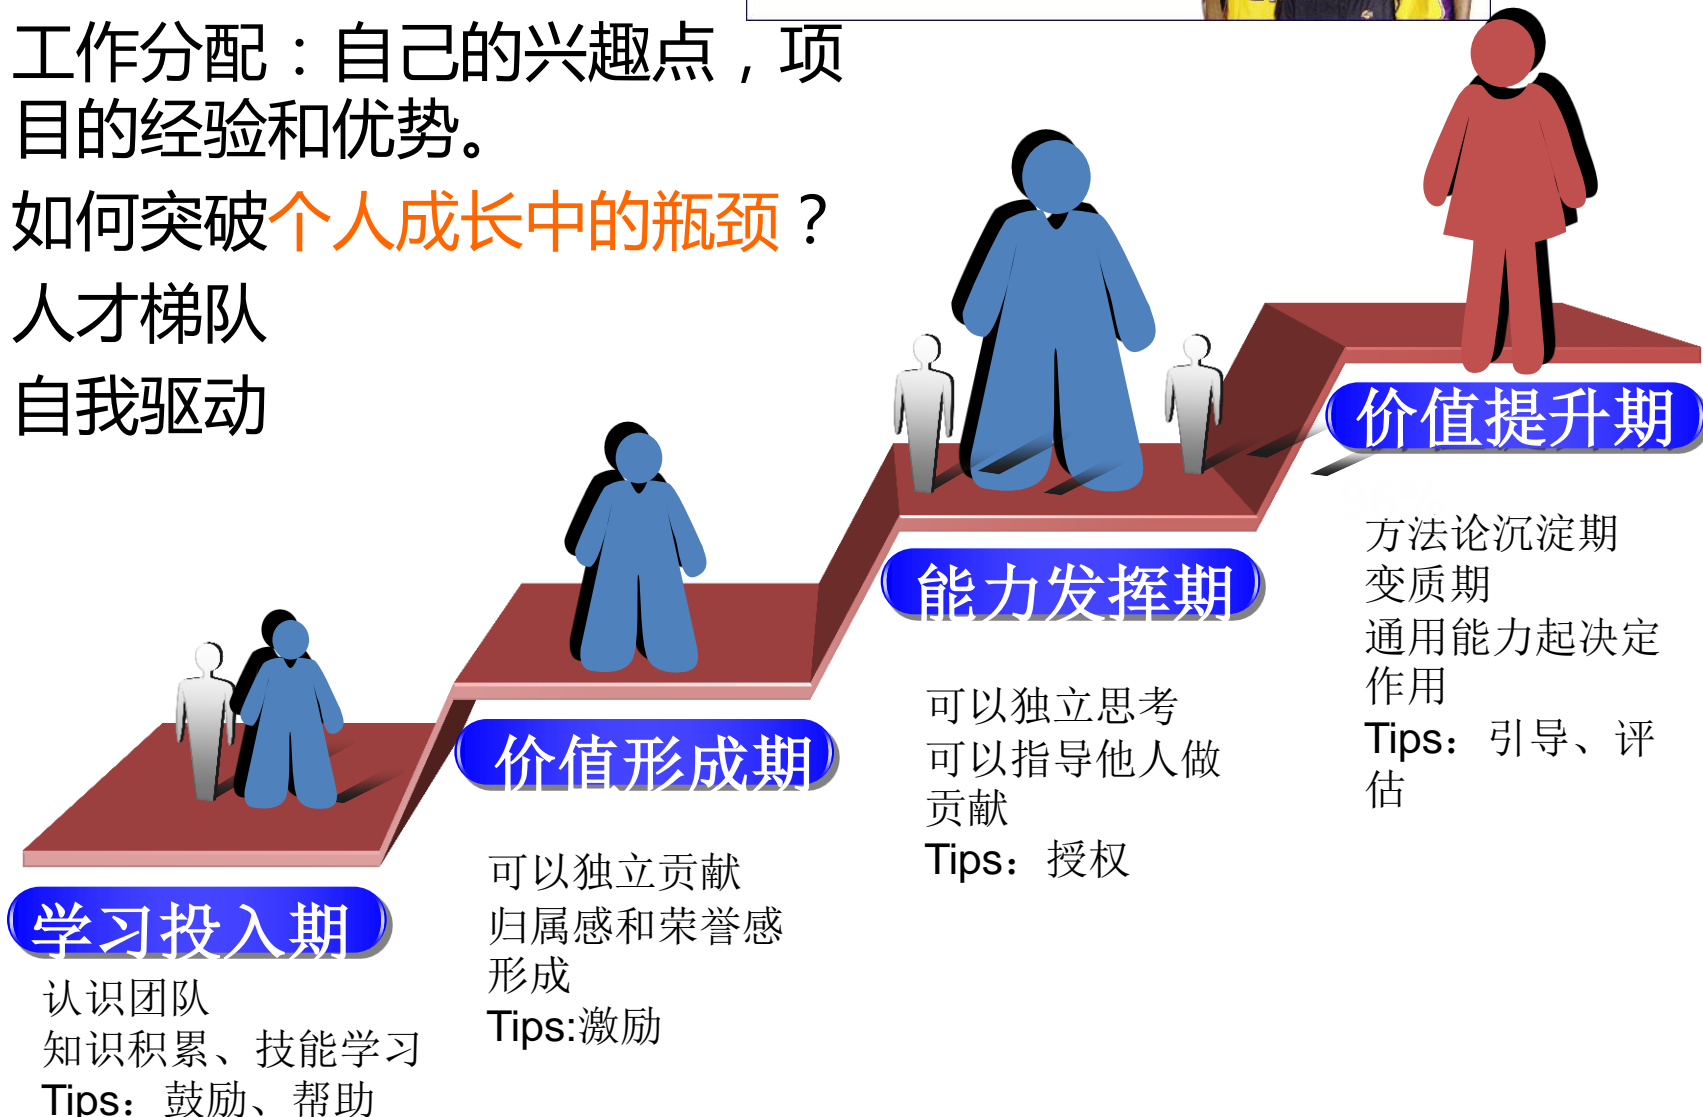 工作分配：自己的兴趣点，项
目的经验和优势。
如何突破个人成长中的瓶颈？
人才梯队
自我驱动
价值提升期
方法论沉淀期
变质期
通用能力起决定
作用
Tips：引导、评
估
能力发挥期
可以独立思考
可以指导他人做
贡献
Tips：授权
价值形成期
可以独立贡献
归属感和荣誉感
形成
Tips:激励
学习投入期
认识团队
知识积累、技能学习
Tips：鼓励、帮助